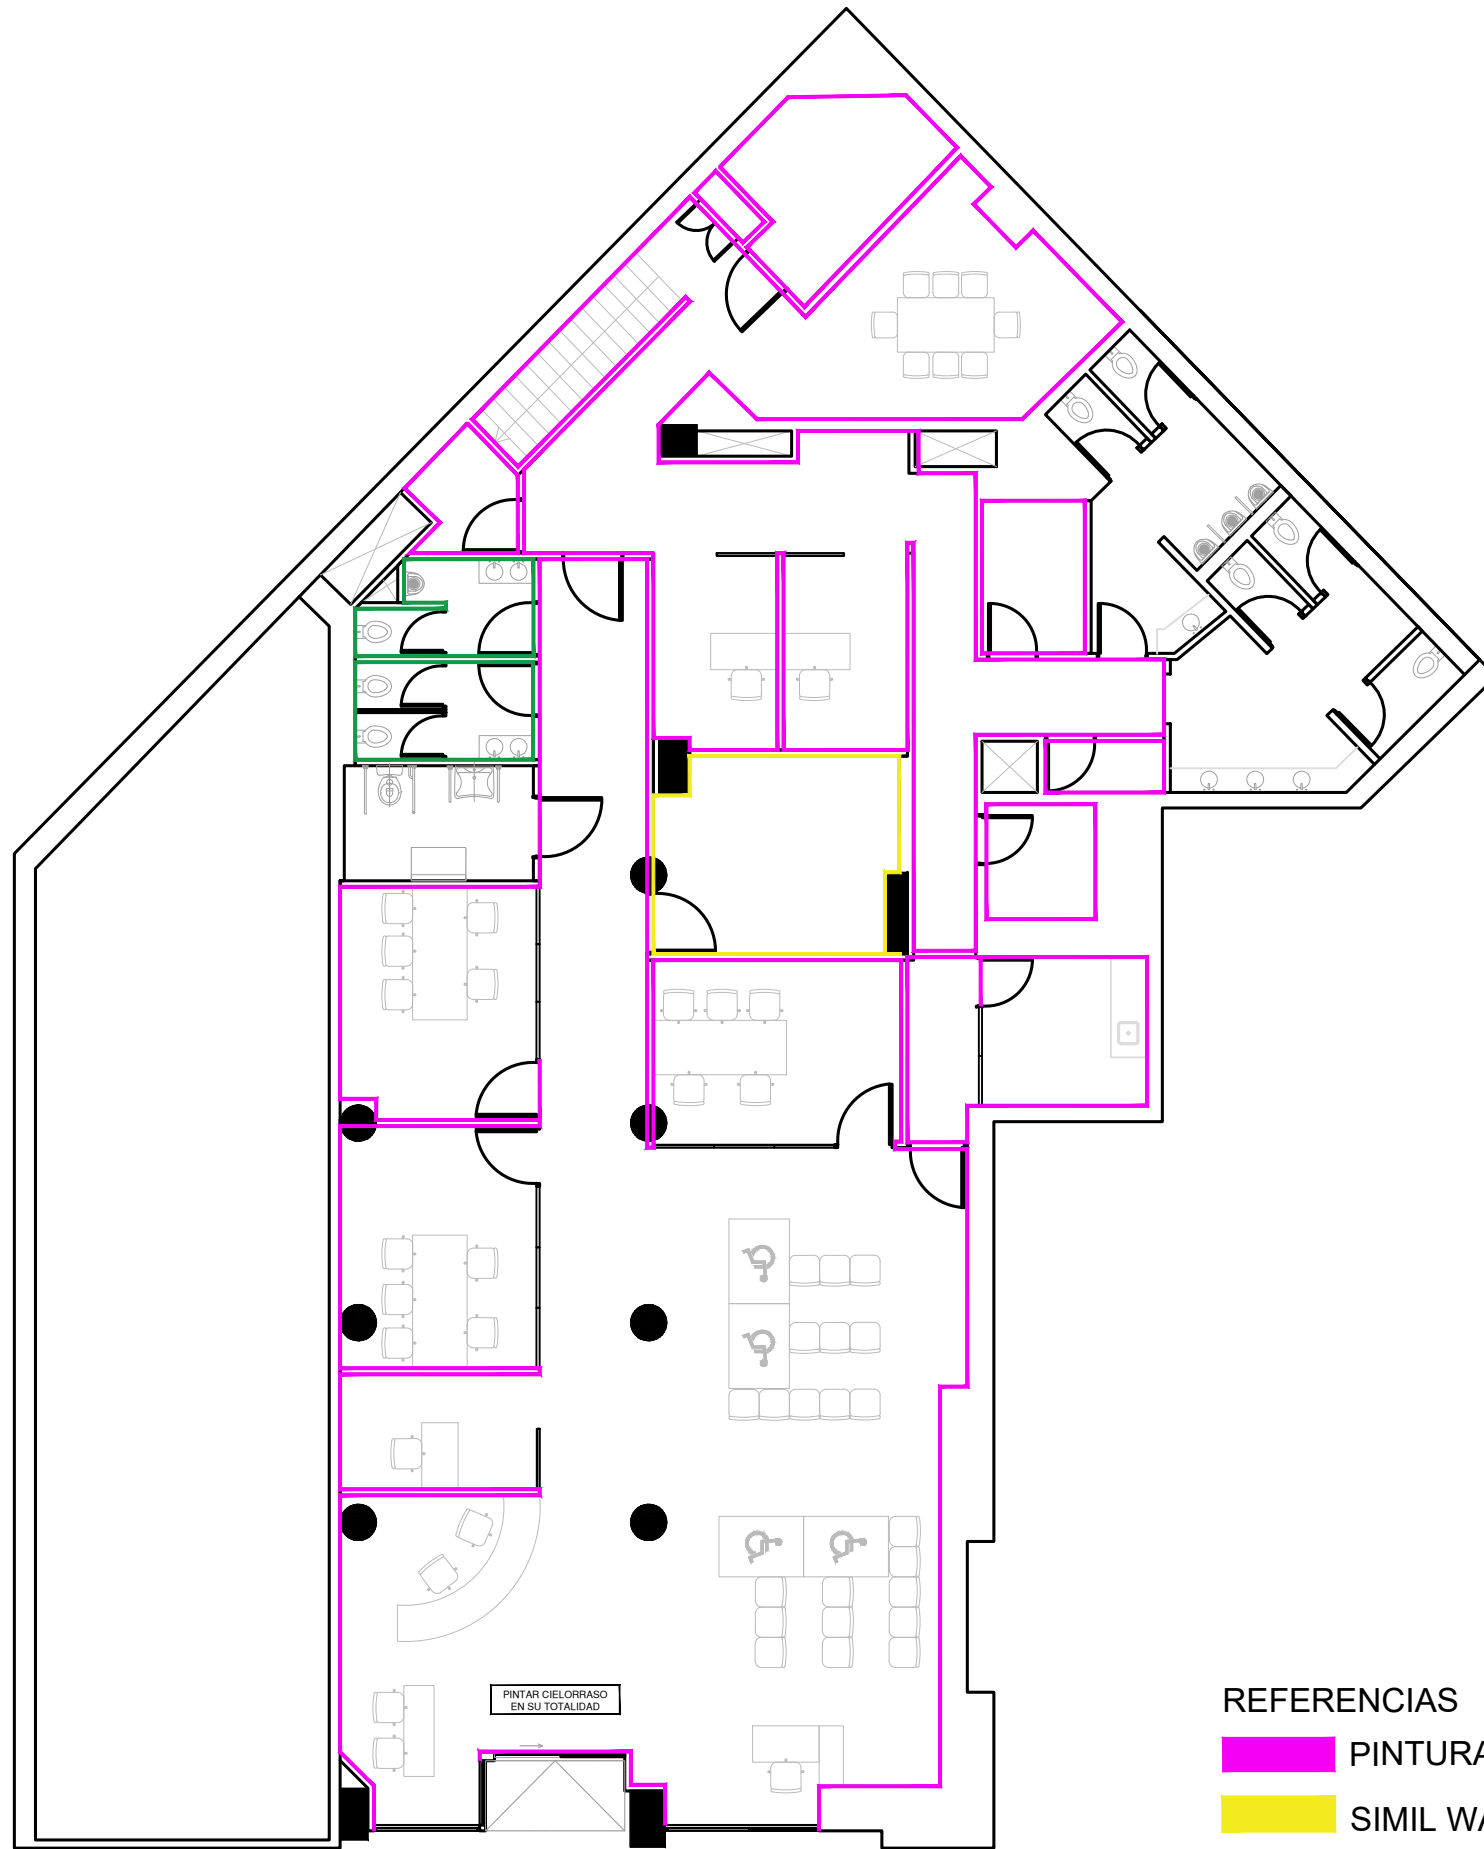 PINTAR CIELORRASO
EN SU TOTALIDAD
REFERENCIAS
PINTURA
SIMIL WA